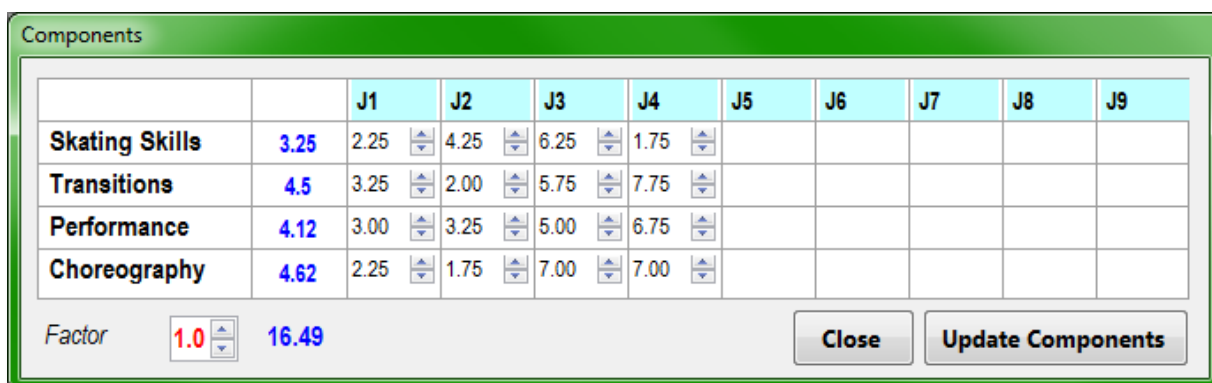 Components
J1 J2 J3 J4 J5 J6 J7 J8 J9
Skating Skills 3.25 2.25 4.25 6.25 1.75
Transitions 4.5 3.25 2.00 5.75 7.75
Performance 4.12 3.00 3.25 5.00 6.75
Choreography 4.62 2.25 1.75 7.00 7.00
Factor 1.0 16.49 Close Update Components